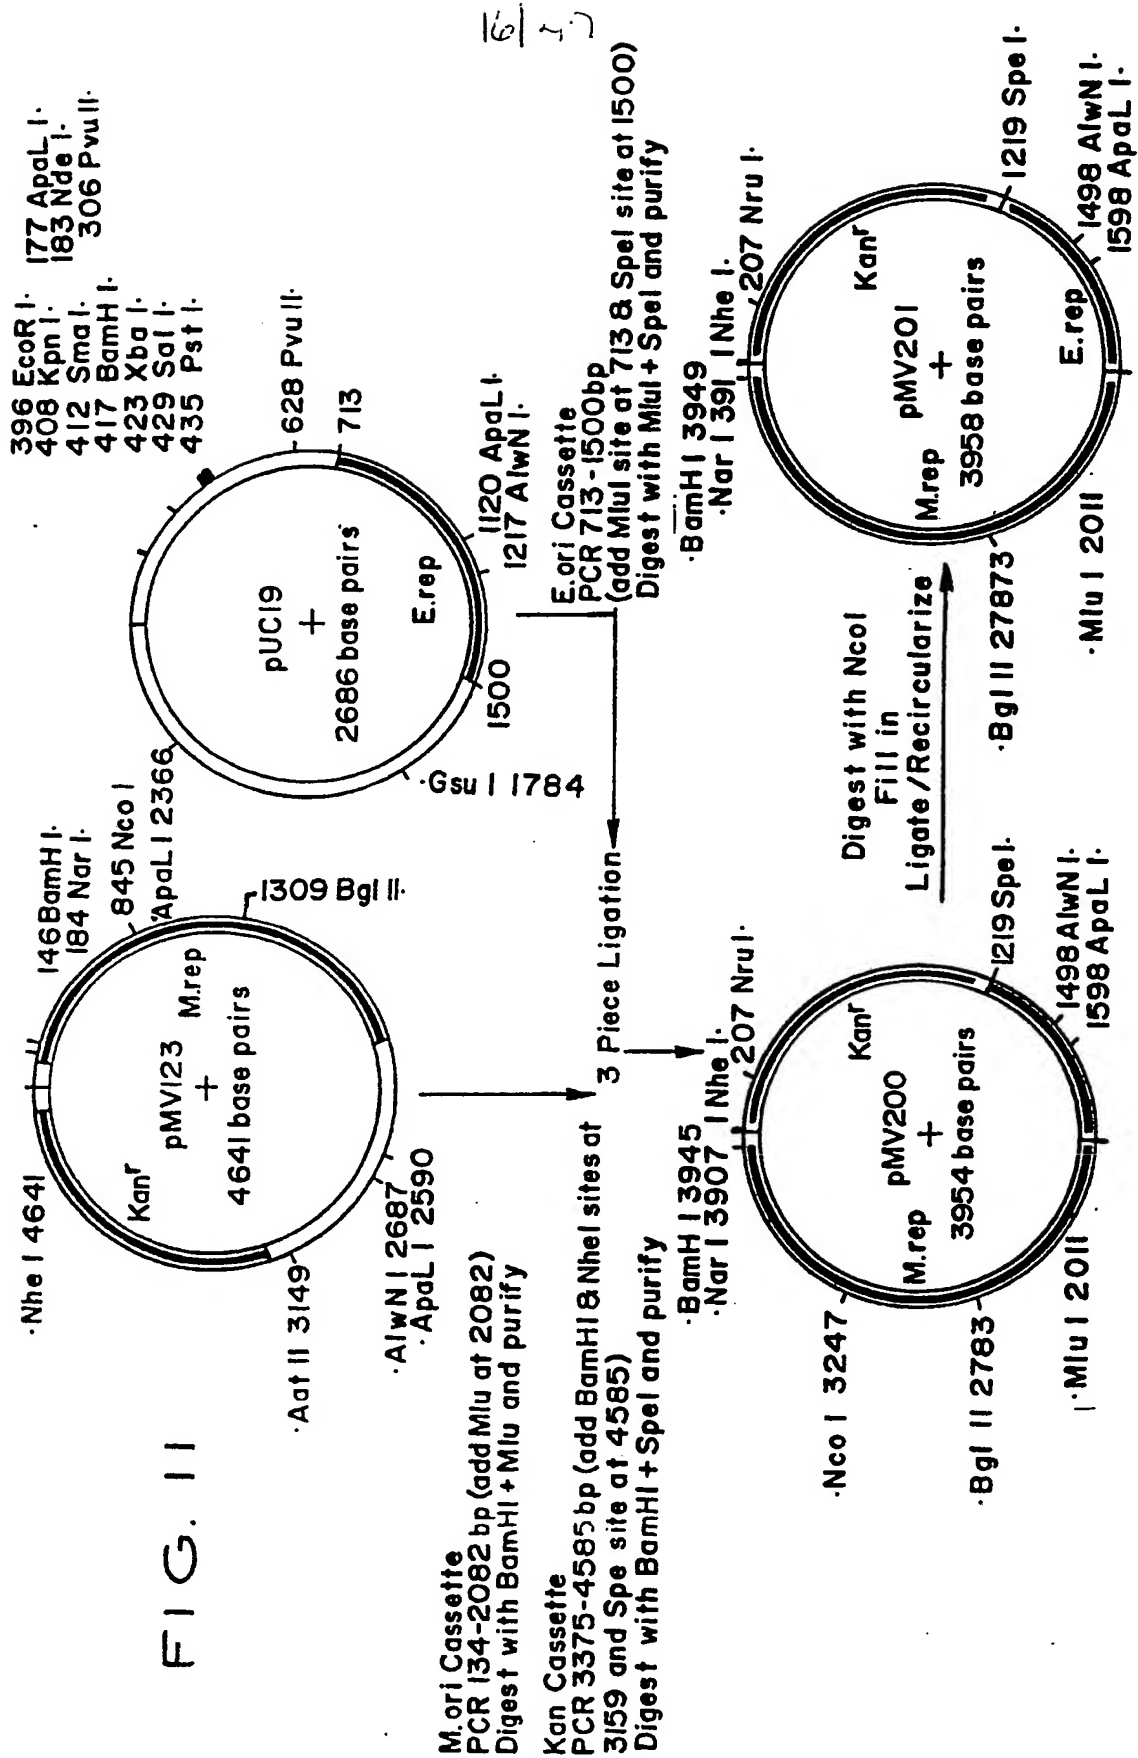 FIG. 11
·Nhe I 4641
146 BamH I·
184 Nar I·
845 Nco I
1309 Bgl II·
Kanʳ
pMV123
M.rep
+
4641 base pairs
·Aat II 3149
·AlwN I 2687
·ApaL I 2590
396 EcoR I·
408 Kpn I·
412 Sma I·
417 BamH I·
423 Xba I·
429 Sal I·
435 Pst I·
177 ApaL I·
183 Nde I·
306 Pvu II·
628 Pvu II·
713
1120 ApaL I·
1217 AlwN I·
1500
·Gsu I 1784
ApaL I 2366
pUC19
+
2686 base pairs
E.rep
M.ori Cassette
PCR 134-2082 bp (add Mlu at 2082)
Digest with BamHI + Mlu and purify
Kan Cassette
PCR 3375-4585 bp (add BamHI & NheI sites at
3159 and Spe site at 4585)
Digest with BamHI + SpeI and purify
E.ori Cassette
PCR 713-1500bp
(add MluI site at 713 & SpeI site at 1500)
Digest with MluI + SpeI and purify
3 Piece Ligation
·BamH I 3945
·Nar I 3907
1 Nhe I·
207 Nru I·
Kanʳ
pMV200
+
3954 base pairs
M.rep
·Nco I 3247
·Bgl II 2783
·Mlu I 2011
1219 Spe I·
1498 AlwN I·
1598 ApaL I·
Digest with NcoI
Fill in
Ligate/Recircularize
·BamH I 3949
·Nar I 391
1 Nhe I·
207 Nru I·
Kanʳ
pMV201
+
3958 base pairs
M.rep
E.rep
·Bgl II 27873
·Mlu I 2011
1219 Spe I·
1498 AlwN I·
1598 ApaL I·